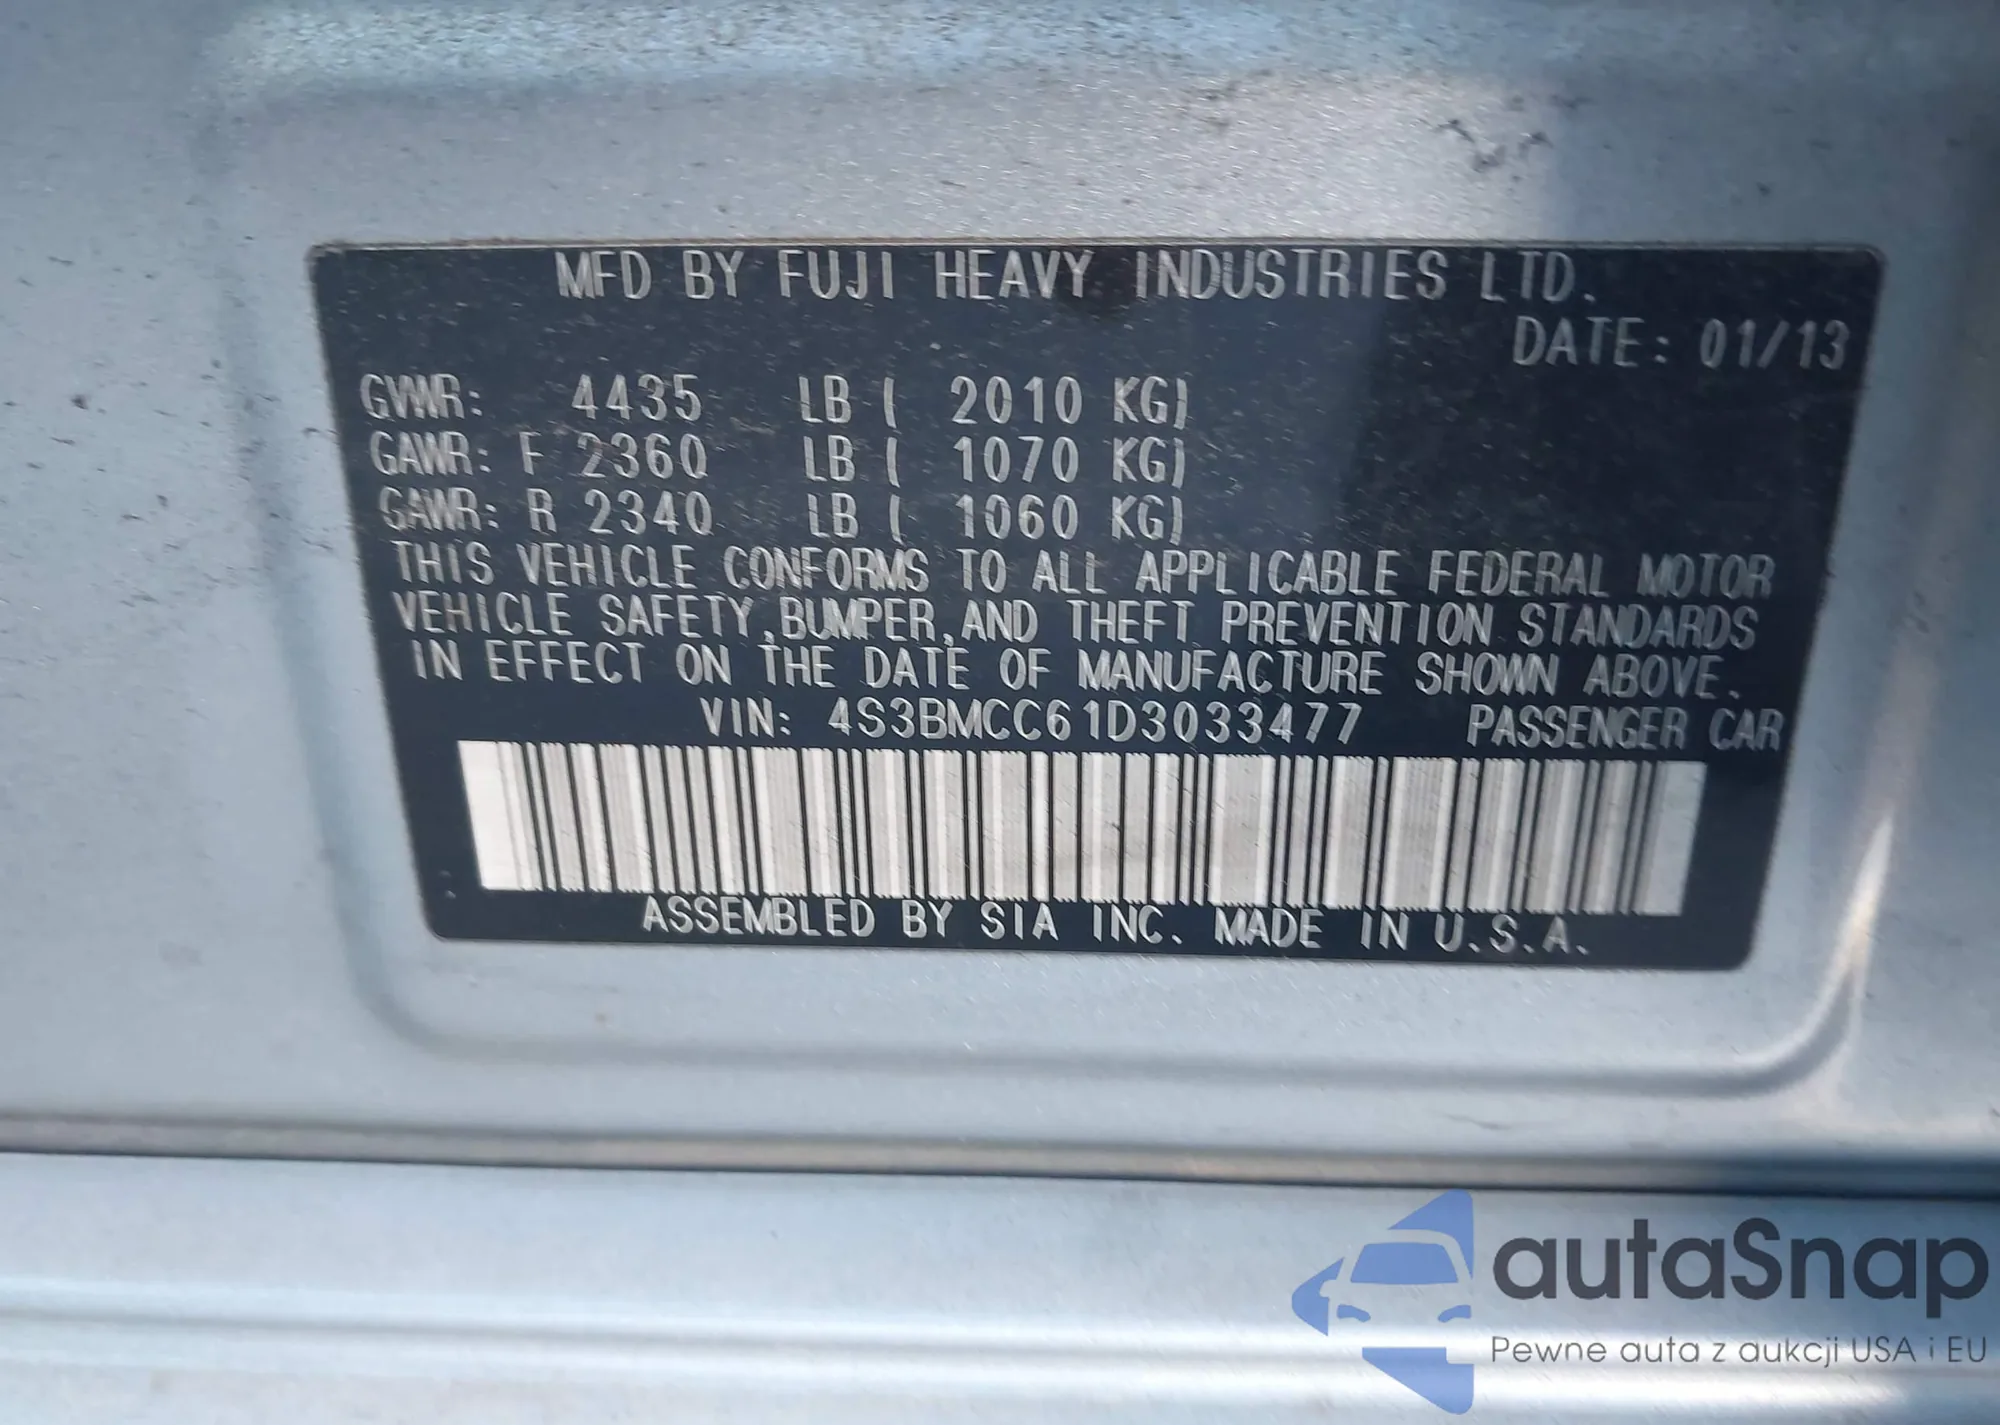 MFD BY FUJI HEAVY INDUSTRIES LTD.
DATE: 01/13
GVWR: 4435 LB ( 2010 KG)
GAWR: F 2360 LB ( 1070 KG)
GAWR: R 2340 LB ( 1060 KG)
THIS VEHICLE CONFORMS TO ALL APPLICABLE FEDERAL MOTOR
VEHICLE SAFETY,BUMPER,AND THEFT PREVENTION STANDARDS
IN EFFECT ON THE DATE OF MANUFACTURE SHOWN ABOVE.
VIN: 4S3BMCC61D3033477 PASSENGER CAR
ASSEMBLED BY SIA INC. MADE IN U.S.A.
autaSnap
Pewne auta z aukcji USA i EU